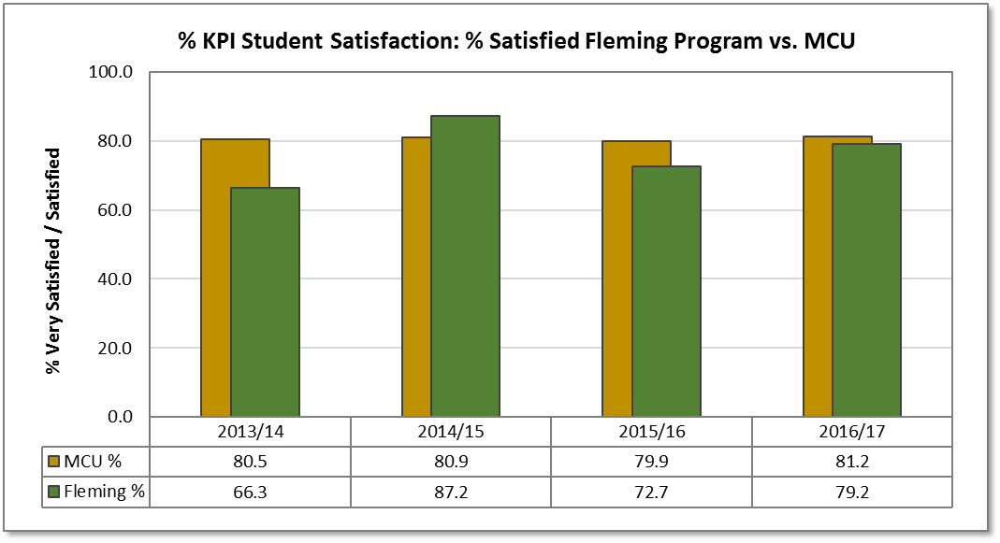 % KPI Student Satisfaction: % Satisfied Fleming Program vs. MCU
% Very Satisfied / Satisfied
100.0
80.0
60.0
40.0
20.0
0.0
2013/14 2014/15 2015/16 2016/17
MCU % 80.5 80.9 79.9 81.2
Fleming % 66.3 87.2 72.7 79.2